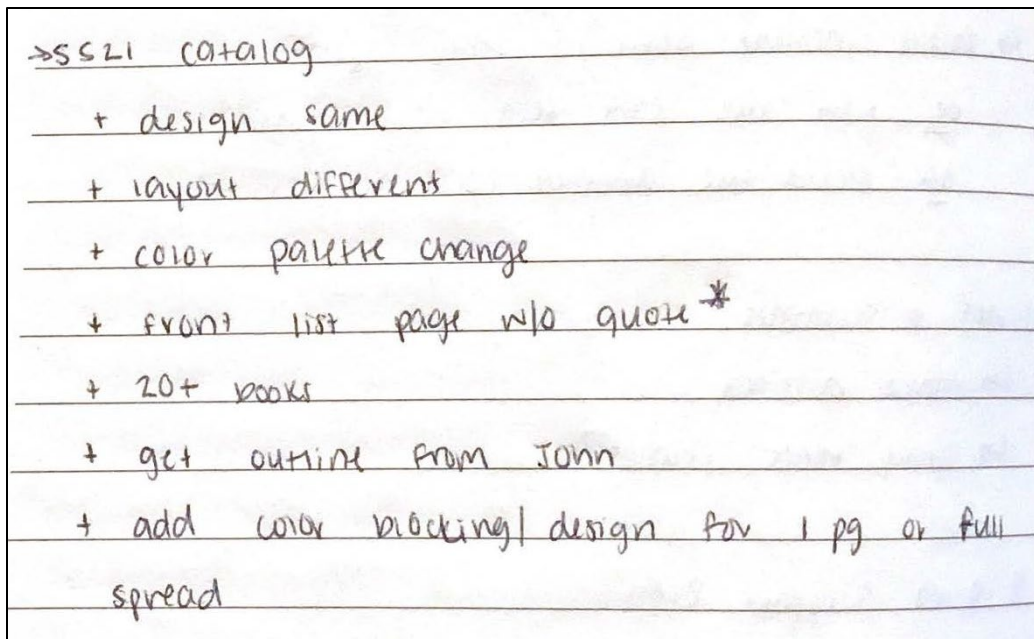 →SS21 catalog
+ design same
+ layout different
+ color palette change
+ front list page w/o quote *
+ 20+ books
+ get outline from John
+ add color blocking/design for 1 pg or full
spread